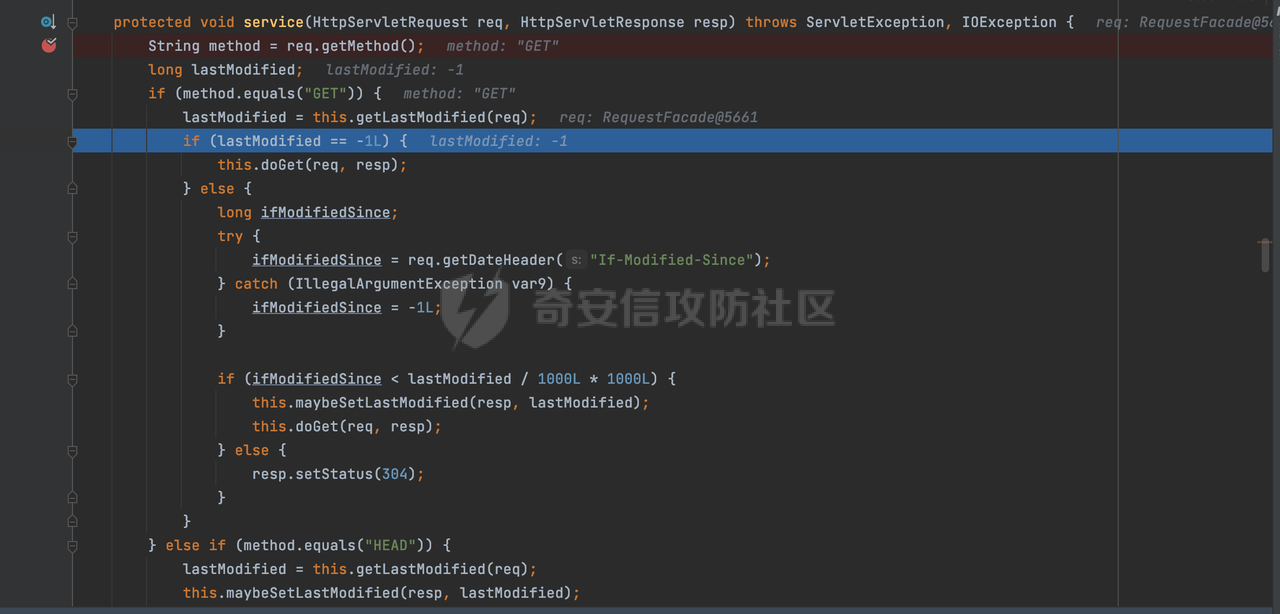 protected void service(HttpServletRequest req, HttpServletResponse resp) throws ServletException, IOException {   req: RequestFacade@56
String method = req.getMethod();   method: "GET"
long lastModified;   lastModified: -1
if (method.equals("GET")) {   method: "GET"
lastModified = this.getLastModified(req);   req: RequestFacade@5661
if (lastModified == -1L) {   lastModified: -1
this.doGet(req, resp);
} else {
long ifModifiedSince;
try {
ifModifiedSince = req.getDateHeader( s: "If-Modified-Since");
} catch (IllegalArgumentException var9) {
ifModifiedSince = -1L;
}
奇安信攻防社区
if (ifModifiedSince < lastModified / 1000L * 1000L) {
this.maybeSetLastModified(resp, lastModified);
this.doGet(req, resp);
} else {
resp.setStatus(304);
}
}
} else if (method.equals("HEAD")) {
lastModified = this.getLastModified(req);
this.maybeSetLastModified(resp, lastModified);